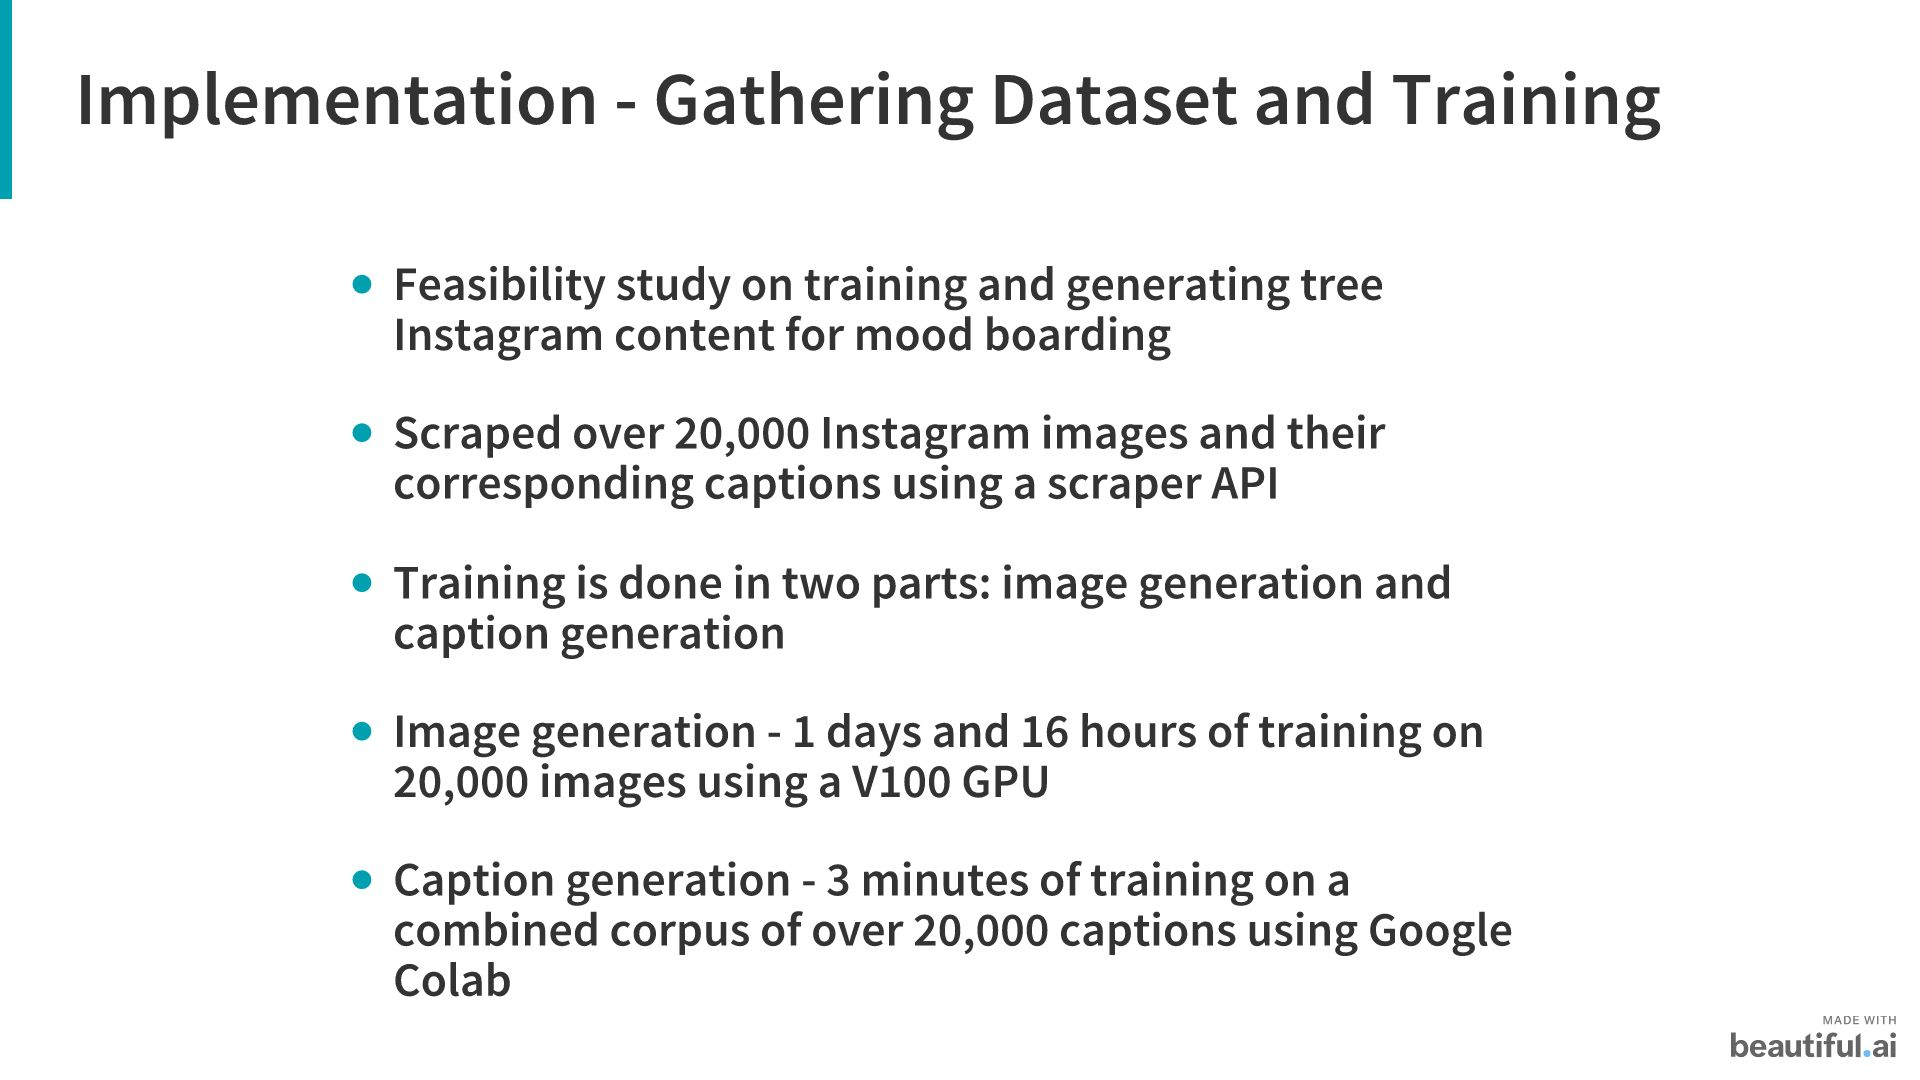 Implementation - Gathering Dataset and Training
• Feasibility study on training and generating tree
Instagram content for mood boarding
• Scraped over 20,000 Instagram images and their
corresponding captions using a scraper API
• Training is done in two parts: image generation and
caption generation
• Image generation - 1 days and 16 hours of training on
20,000 images using a V100 GPU
• Caption generation - 3 minutes of training on a
combined corpus of over 20,000 captions using Google
Colab
MADE WITH
beautiful.ai